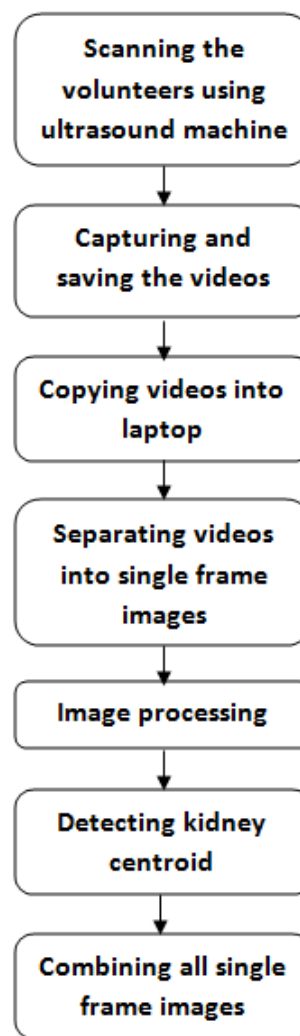 Scanning the
volunteers using
ultrasound machine
Capturing and
saving the videos
Copying videos into
laptop
Separating videos
into single frame
images
Image processing
Detecting kidney
centroid
Combining all single
frame images